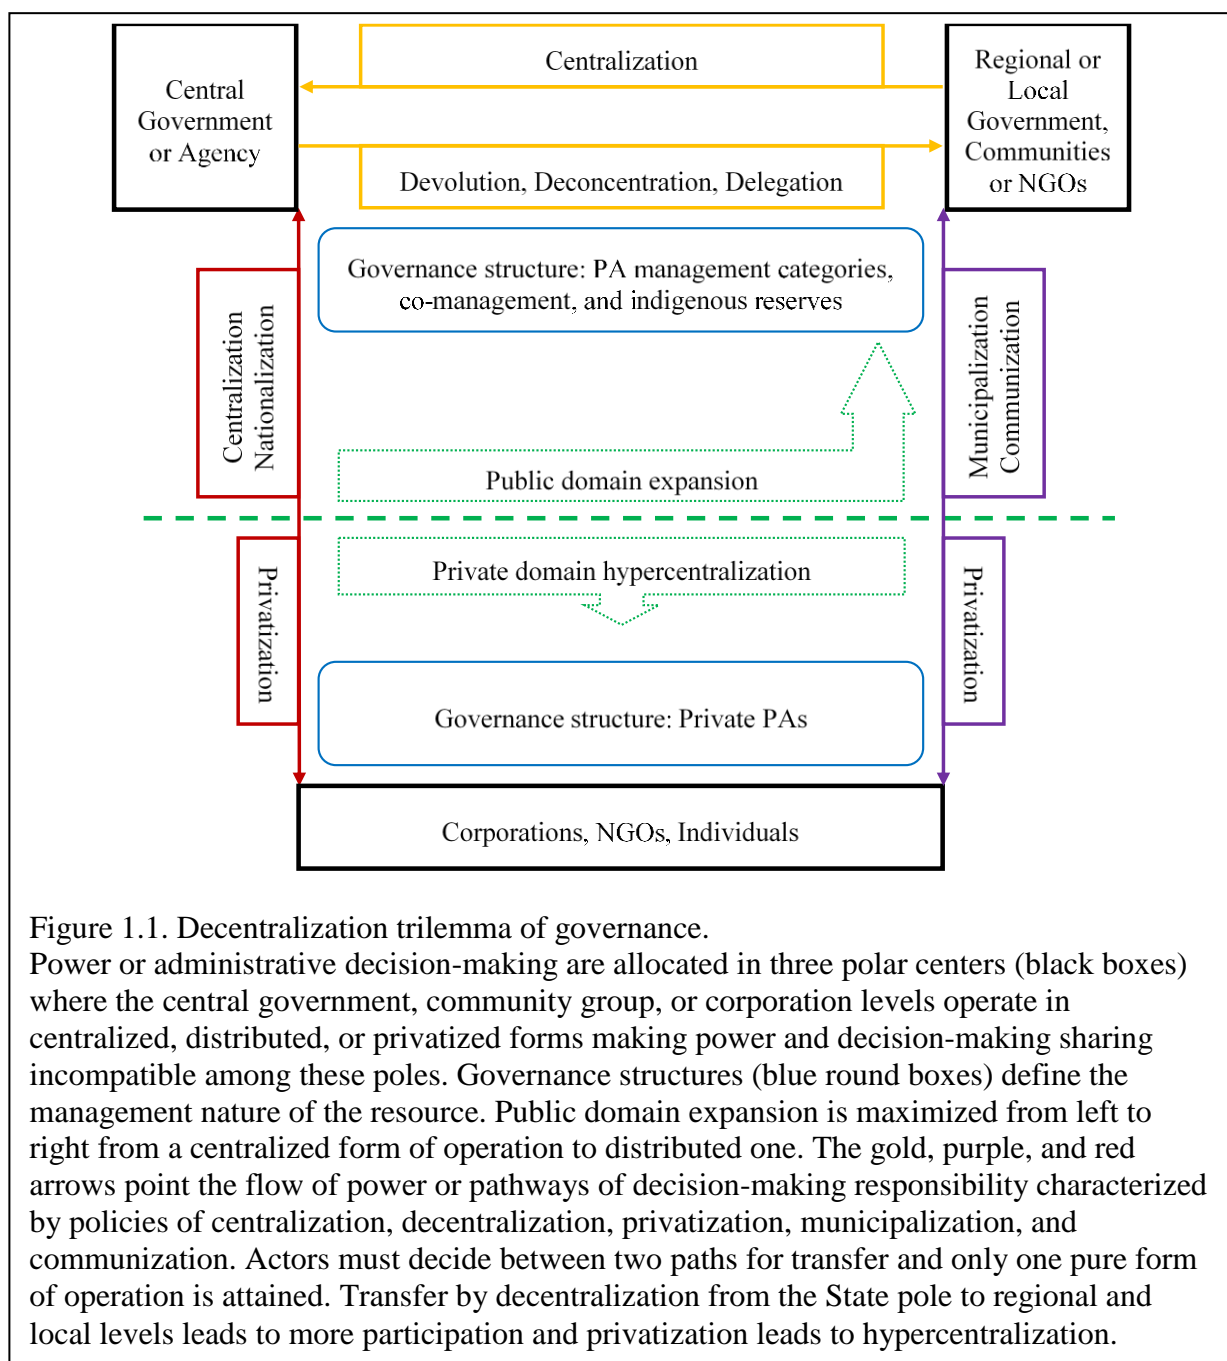 Centralization
Central
Government
or Agency
Regional or
Local
Government,
Communities
or NGOs
Devolution, Deconcentration, Delegation
Governance structure: PA management categories,
co-management, and indigenous reserves
Centralization
Nationalization
Municipalization
Communization
Public domain expansion
Private domain hypercentralization
Privatization
Privatization
Governance structure: Private PAs
Corporations, NGOs, Individuals
Figure 1.1. Decentralization trilemma of governance.
Power or administrative decision-making are allocated in three polar centers (black boxes)
where the central government, community group, or corporation levels operate in
centralized, distributed, or privatized forms making power and decision-making sharing
incompatible among these poles. Governance structures (blue round boxes) define the
management nature of the resource. Public domain expansion is maximized from left to
right from a centralized form of operation to distributed one. The gold, purple, and red
arrows point the flow of power or pathways of decision-making responsibility characterized
by policies of centralization, decentralization, privatization, municipalization, and
communization. Actors must decide between two paths for transfer and only one pure form
of operation is attained. Transfer by decentralization from the State pole to regional and
local levels leads to more participation and privatization leads to hypercentralization.